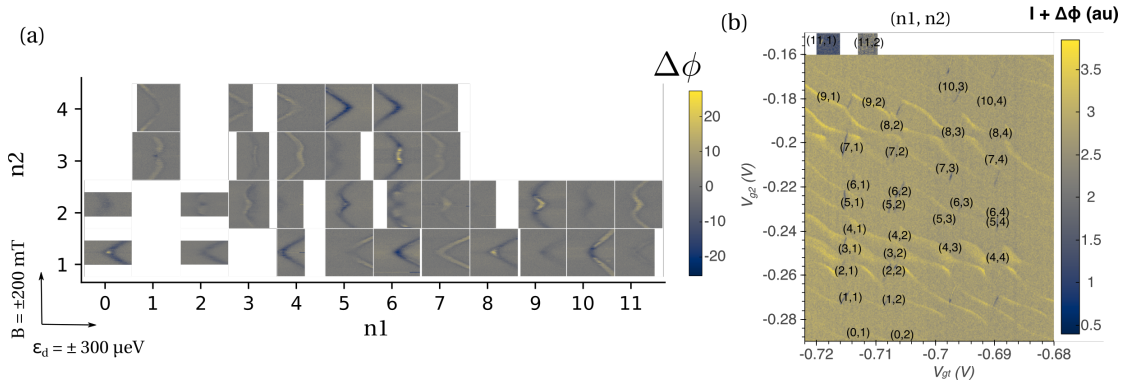 (a)
n2
4
3
2
1
0 1 2 3 4 5 6 7 8 9 10 11
n1
B = ±200 mT
εd = ± 300 μeV
Δϕ
20
10
0
-10
-20
(b)
(n1, n2)
I + Δϕ (au)
(11,1) (11,2)
(10,3)
(9,1) (9,2) (10,4)
(8,2) (8,3) (8,4)
(7,1) (7,2) (7,4)
(7,3)
(6,1) (6,2)
(5,1) (5,2) (6,3) (6,4)
(5,3) (5,4)
(4,1) (4,2)
(3,1) (3,2) (4,3) (4,4)
(2,1) (2,2)
(1,1) (1,2)
(0,1) (0,2)
-0.16
-0.18
-0.2
-0.22
-0.24
-0.26
-0.28
Vg2 (V)
-0.72 -0.71 -0.7 -0.69 -0.68
Vgt (V)
3.5
3
2.5
2
1.5
1
0.5